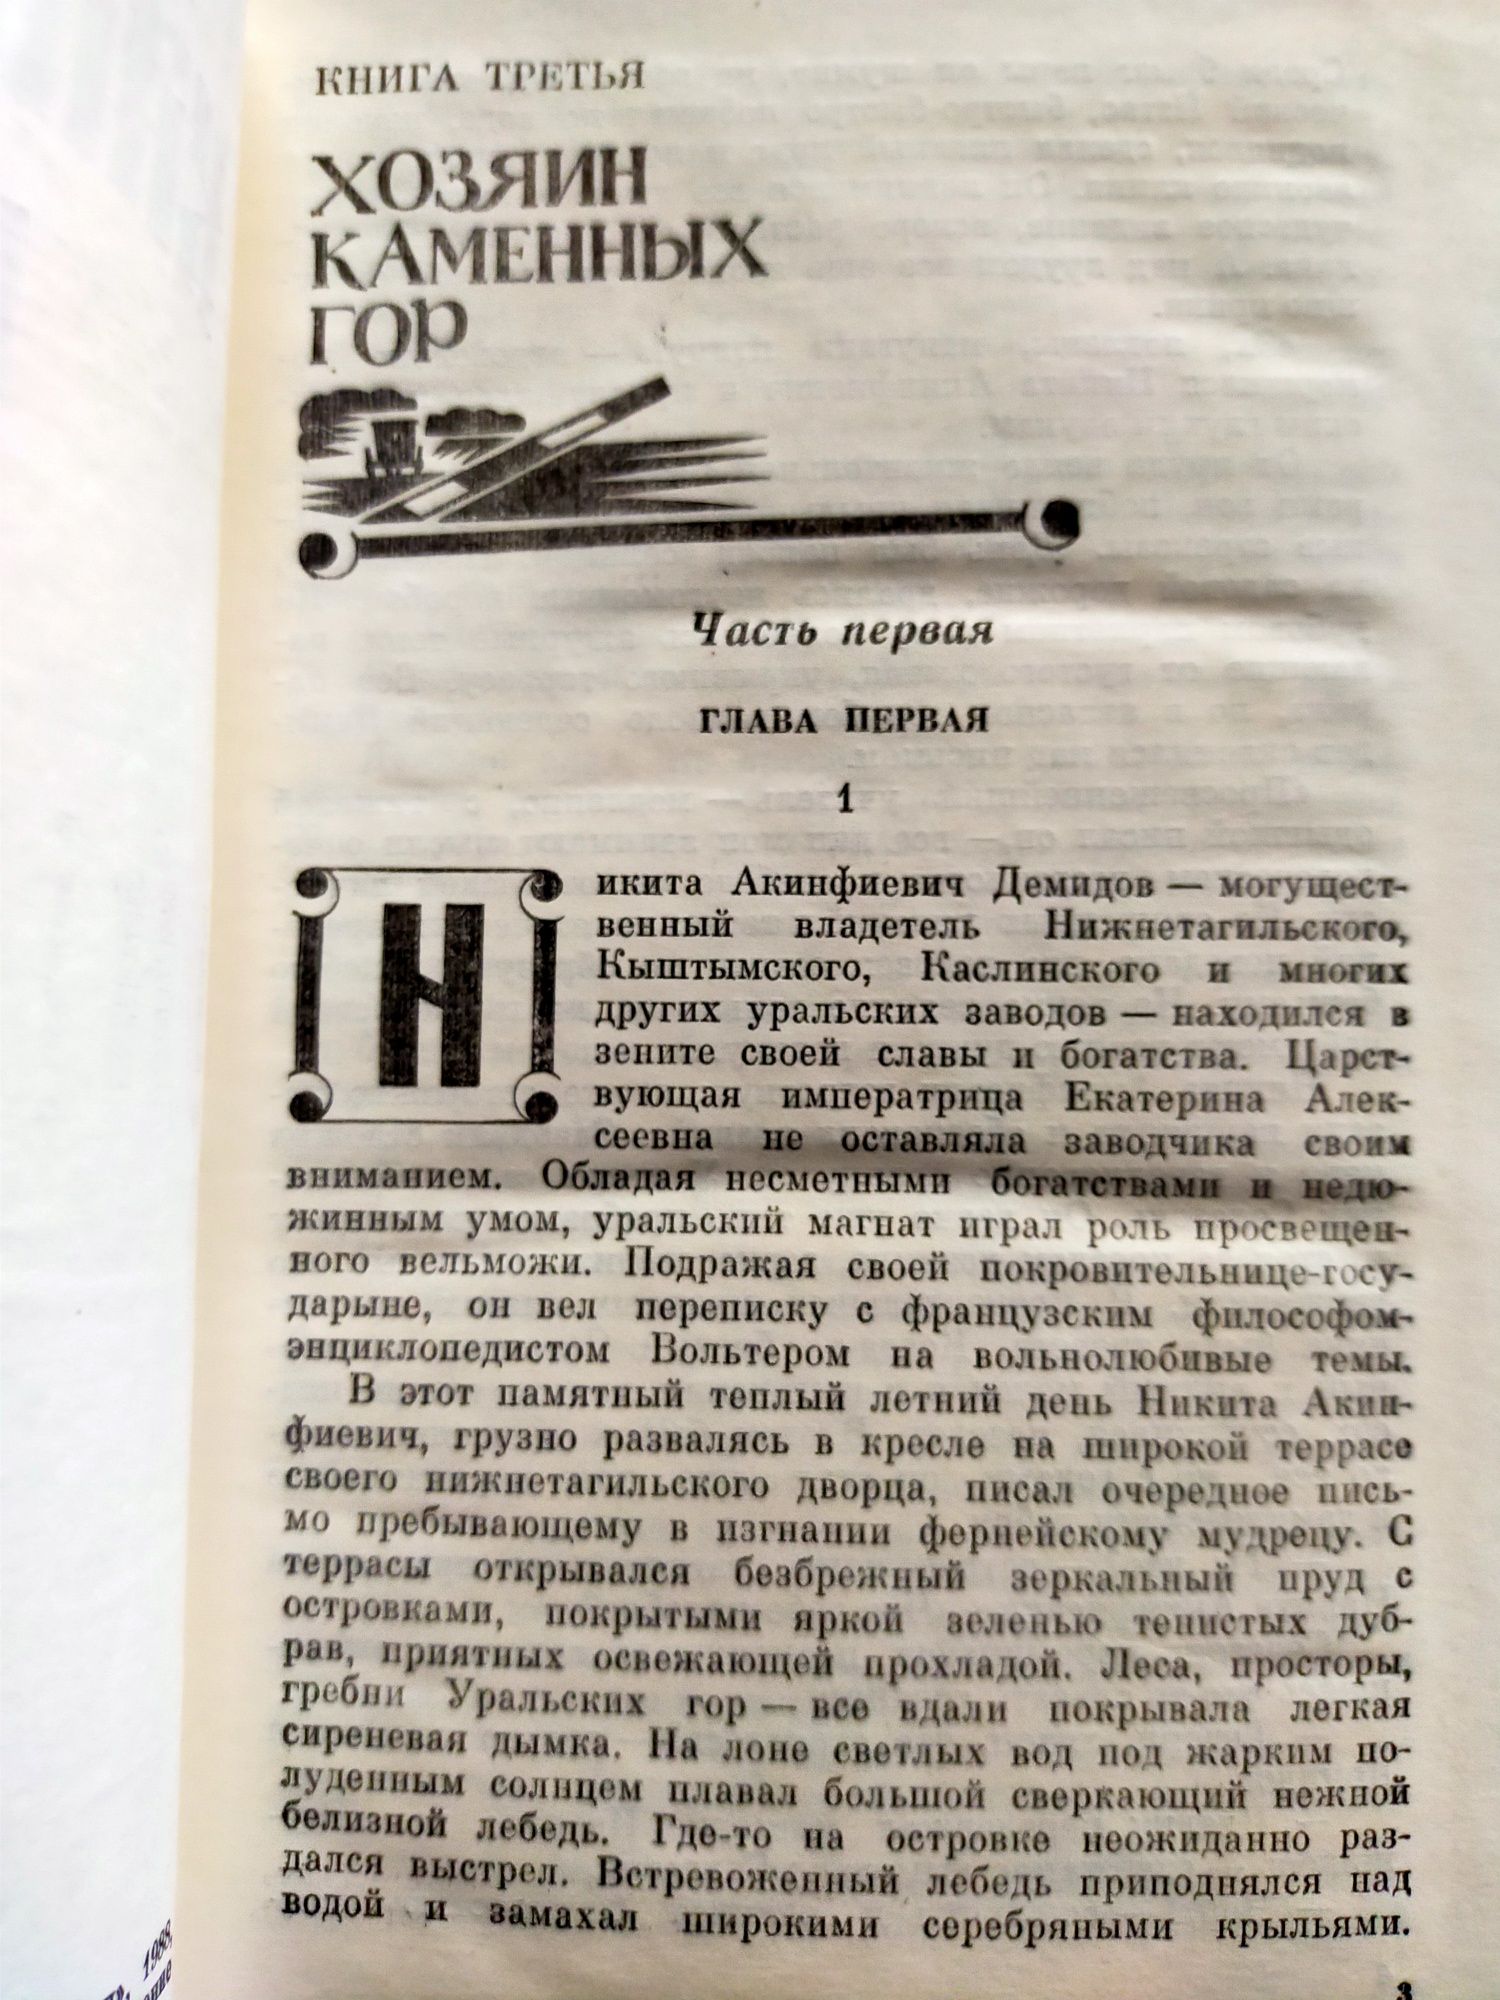 КНИГА ТРЕТЬЯ
ХОЗЯИН
КАМЕННЫХ
ГОР
Часть первая
ГЛАВА ПЕРВАЯ
1
Никита Акинфиевич Демидов — могущест-
венный владетель Нижнетагильского,
Кыштымского, Каслинского и многих
других уральских заводов — находился в
зените своей славы и богатства. Царст-
вующая императрица Екатерина Алек-
сеевна не оставляла заводчика своим
вниманием. Обладая несметными богатствами и недю-
жинным умом, уральский магнат играл роль просвещен-
ного вельможи. Подражая своей покровительнице-госу-
дарыне, он вел переписку с французским философом-
энциклопедистом Вольтером на вольнолюбивые темы.
В этот памятный теплый летний день Никита Акин-
фиевич, грузно развалясь в кресле на широкой террасе
своего нижнетагильского дворца, писал очередное пись-
мо пребывающему в изгнании фернейскому мудрецу. С
террасы открывался безбрежный зеркальный пруд с
островками, покрытыми яркой зеленью тенистых дуб-
рав, приятных освежающей прохладой. Леса, просторы,
гребни Уральских гор — все вдали покрывала легкая
сиреневая дымка. На лоне светлых вод под жарким по-
луденным солнцем плавал большой сверкающий нежной
белизной лебедь. Где-то на островке неожиданно раз-
дался выстрел. Встревоженный лебедь приподнялся над
водой и замахал широкими серебряными крыльями.
3
1988